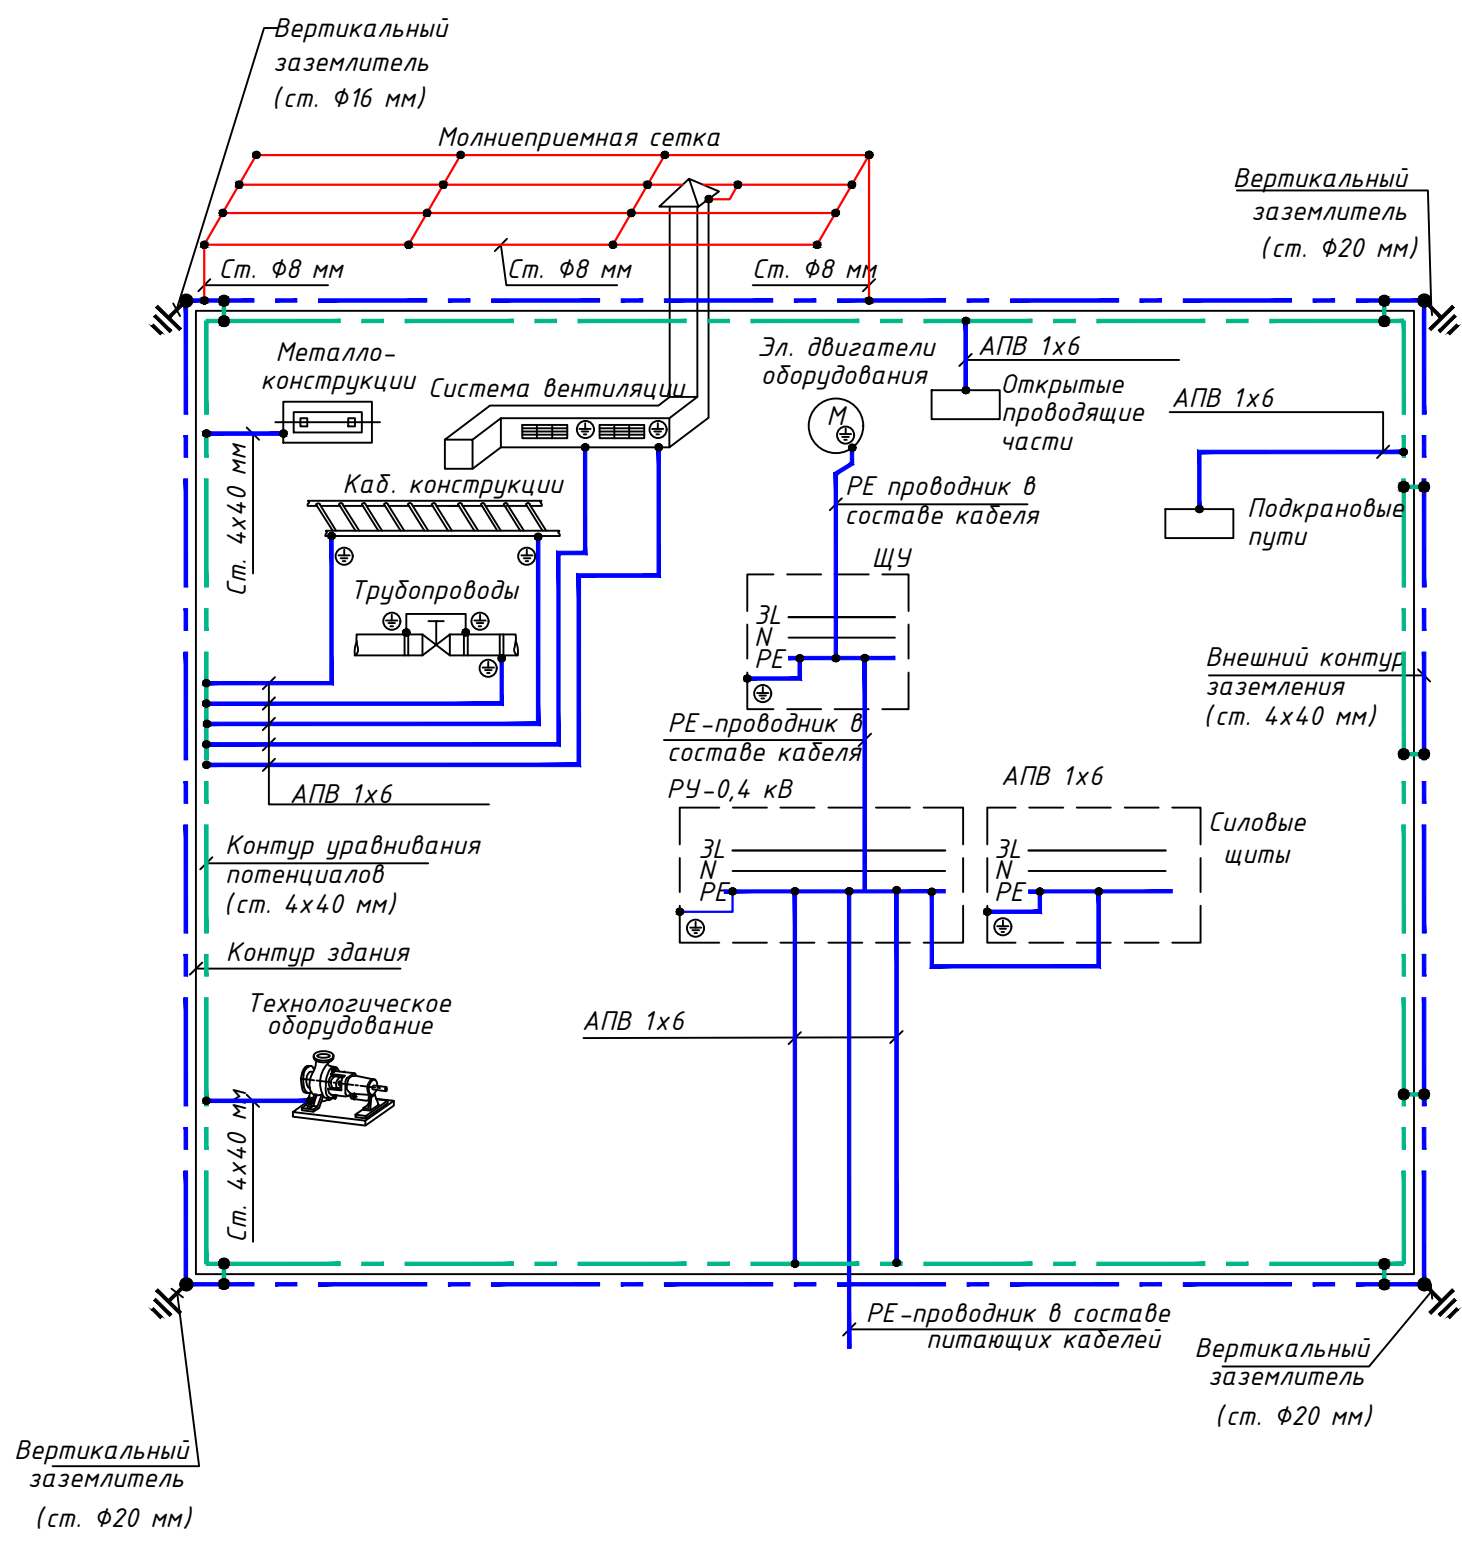 Вертикальный
заземлитель
(ст. Ф16 мм)
Молниеприемная сетка
Вертикальный
заземлитель
(ст. Ф20 мм)
Ст. Ф8 мм
Ст. Ф8 мм
Ст. Ф8 мм
Металло-
конструкции
Система вентиляции
Эл. двигатели
оборудования
М
АПВ 1х6
Открытые
проводящие
части
АПВ 1х6
Ст. 4х40 мм
Каб. конструкции
РЕ проводник в
составе кабеля
Подкрановые
пути
ЩУ
Трубопроводы
3L
N
PE
Внешний контур
заземления
(ст. 4х40 мм)
РЕ-проводник в
составе кабеля
АПВ 1х6
РУ-0,4 кВ
АПВ 1х6
Силовые
щиты
3L
N
PE
3L
N
PE
Контур уравнивания
потенциалов
(ст. 4х40 мм)
Контур здания
Технологическое
оборудование
АПВ 1х6
Ст. 4х40 мм
РЕ-проводник в составе
питающих кабелей
Вертикальный
заземлитель
(ст. Ф20 мм)
Вертикальный
заземлитель
(ст. Ф20 мм)